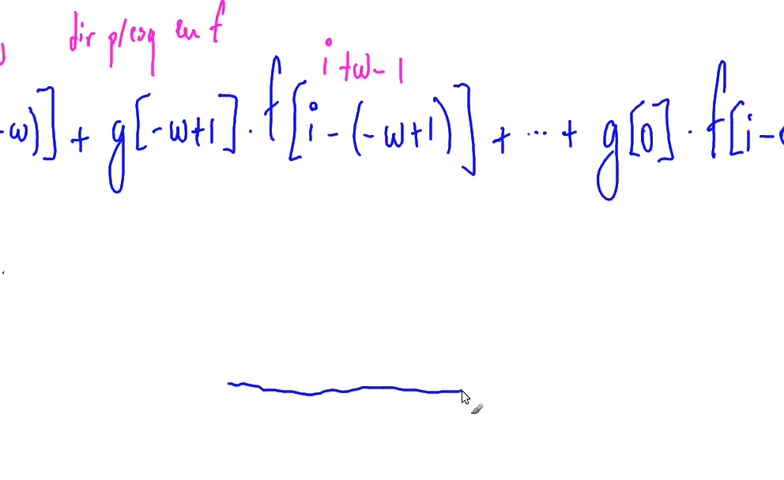 dir p/esq em f
i+w-1
-w)] + g[-w+1] · f[i-(-w+1)] + ... + g[0] · f[i-